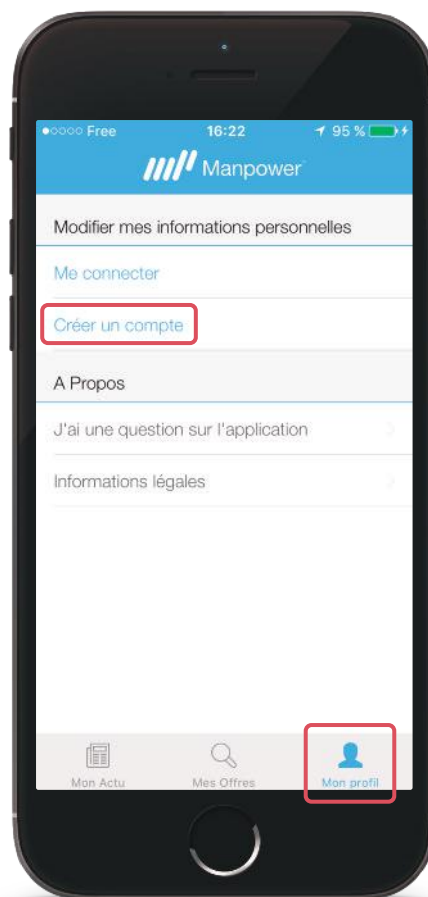 Free 16:22 95 %
Manpower
Modifier mes informations personnelles
Me connecter
Créer un compte
A Propos
J'ai une question sur l'application
Informations légales
Mon Actu Mes Offres Mon profil